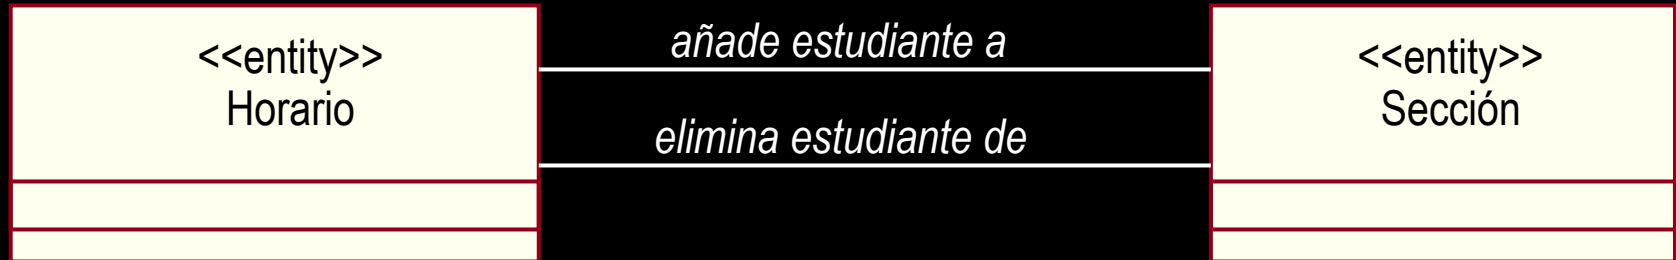 <<entity>>
Horario
añade estudiante a
elimina estudiante de
<<entity>>
Sección